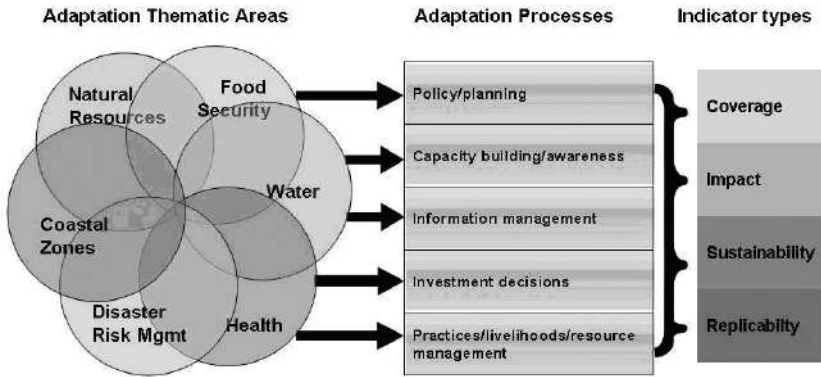 Adaptation Thematic Areas
Adaptation Processes
Indicator types
Natural
Resources
Food
Security
Water
Coastal
Zones
Disaster
Risk Mgmt
Health
Policy/planning
Capacity building/awareness
Information management
Investment decisions
Practices/livelihoods/resource
management
Coverage
Impact
Sustainability
Replicabilty